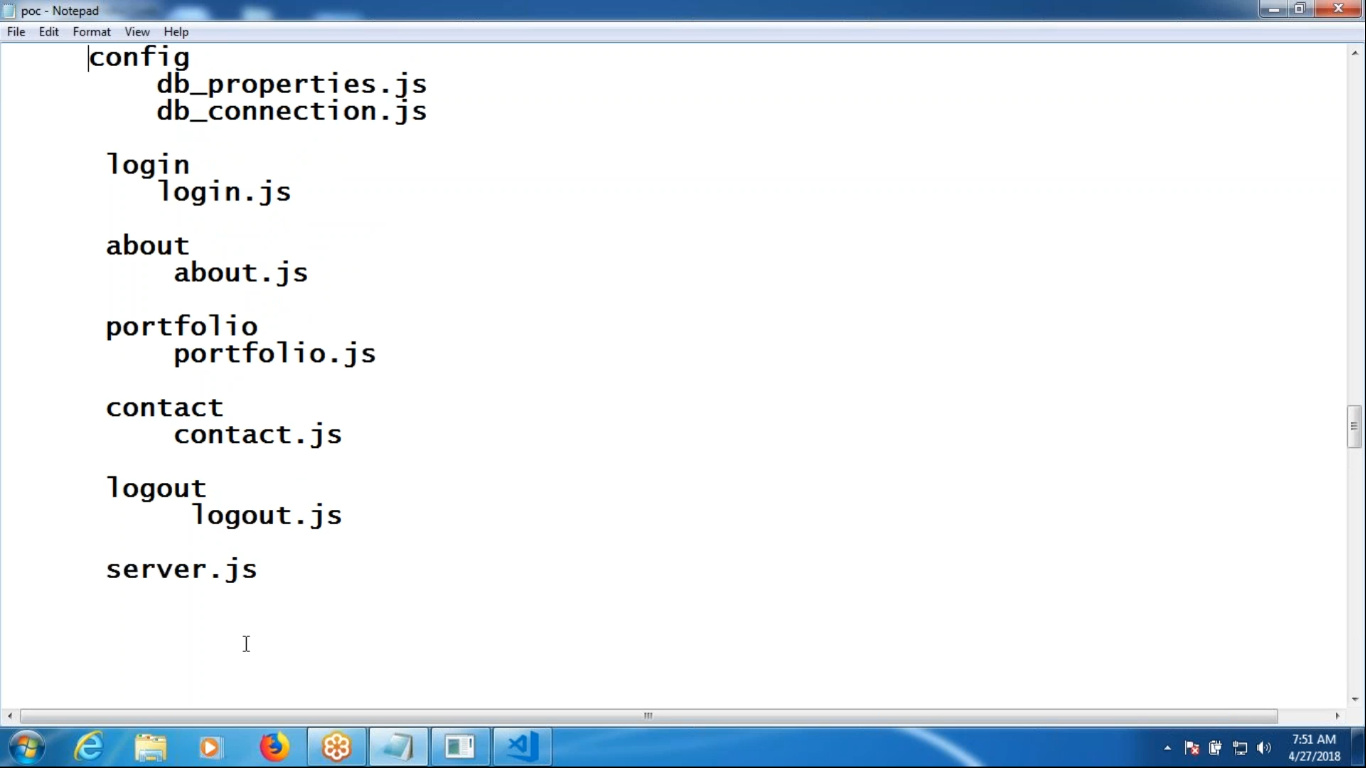 poc - Notepad
File Edit Format View Help
config
db_properties.js
db_connection.js
login
login.js
about
about.js
portfolio
portfolio.js
contact
contact.js
logout
logout.js
server.js
7:51 AM
4/27/2018